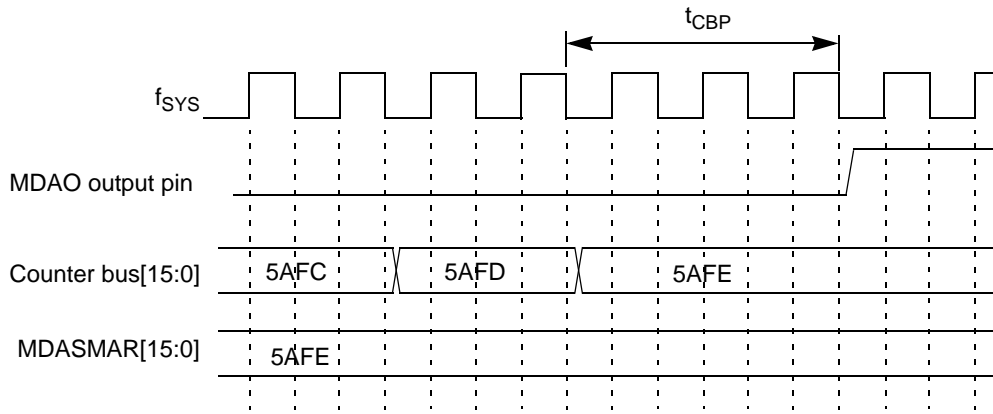 tCBP
fSYS
MDAO output pin
Counter bus[15:0] 5AFC 5AFD 5AFE
MDASMAR[15:0] 5AFE